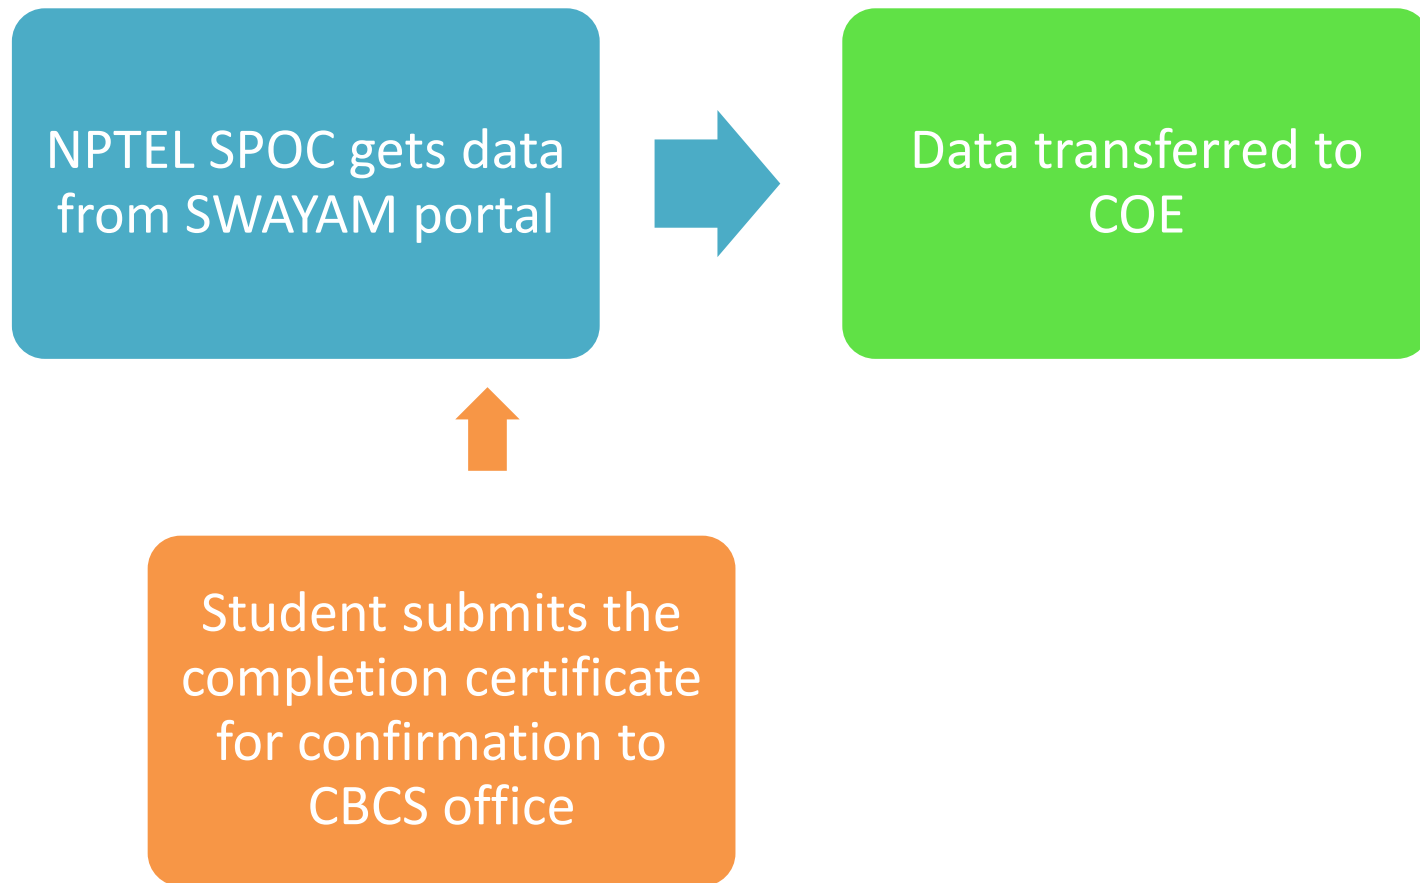 NPTEL SPOC gets data
from SWAYAM portal
Data transferred to
COE
Student submits the
completion certificate
for confirmation to
CBCS office